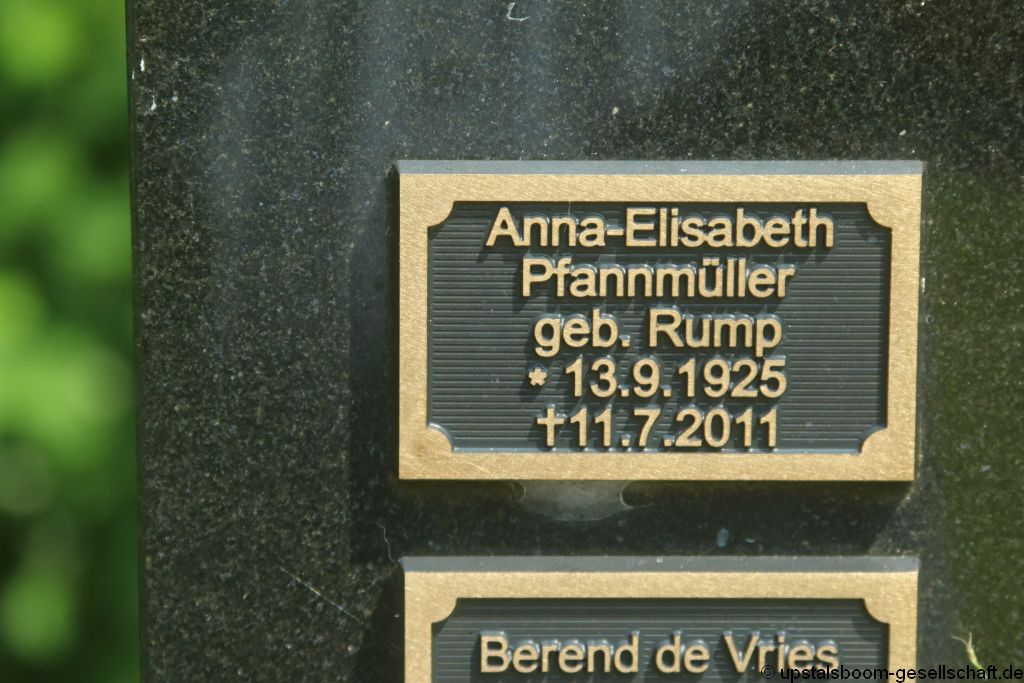 Anna-Elisabeth
Pfannmüller
geb. Rump
* 13.9.1925
†11.7.2011
Berend de Vries
© upstalsboom-gesellschaft.de